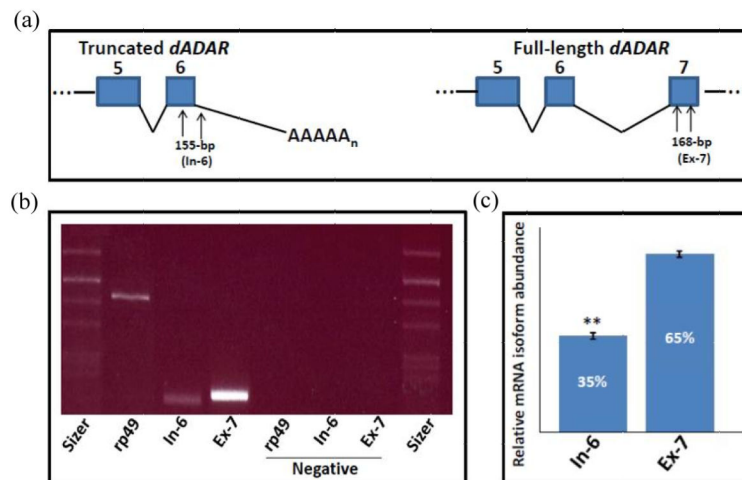 (a)
Truncated dADAR
5 6
155-bp
(In-6)
AAAAAn
Full-length dADAR
5 6 7
168-bp
(Ex-7)
(b)
Sizer rp49 In-6 Ex-7 rp49 In-6 Ex-7 Sizer
Negative
(c)
Relative mRNA isoform abundance
**
35%
65%
In-6 Ex-7